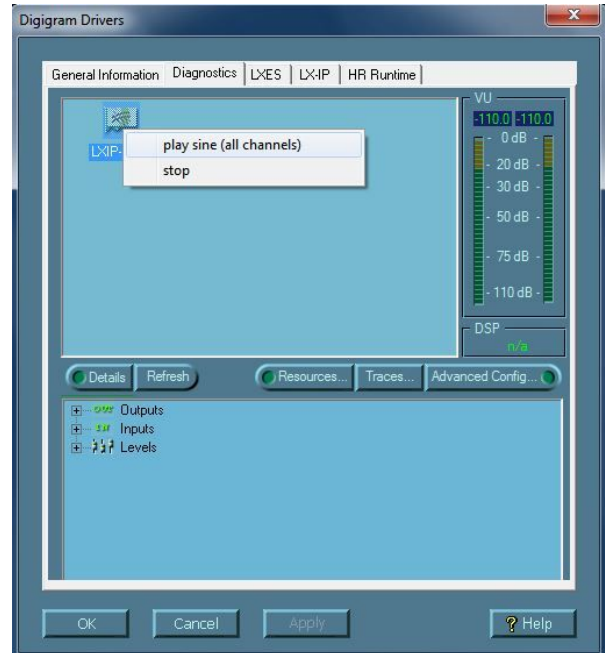 Digigram Drivers
General Information Diagnostics LXES LX-IP HR Runtime
VU
-110.0 -110.0
- 0 dB -
- 20 dB -
- 30 dB -
- 50 dB -
- 75 dB -
- 110 dB -
DSP
n/a
LXIP-
play sine (all channels)
stop
Details Refresh Resources... Traces... Advanced Config...
OUT Outputs
IN Inputs
Levels
OK Cancel Apply ? Help